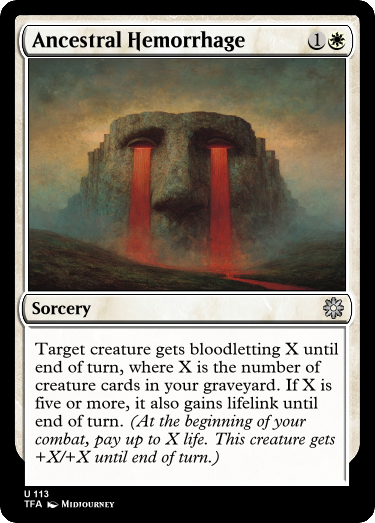 Ancestral Hemorrhage 1
Sorcery
Target creature gets bloodletting X until
end of turn, where X is the number of
creature cards in your graveyard. If X is
five or more, it also gains lifelink until
end of turn. (At the beginning of your
combat, pay up to X life. This creature gets
+X/+X until end of turn.)
U 113
TFA Midjourney